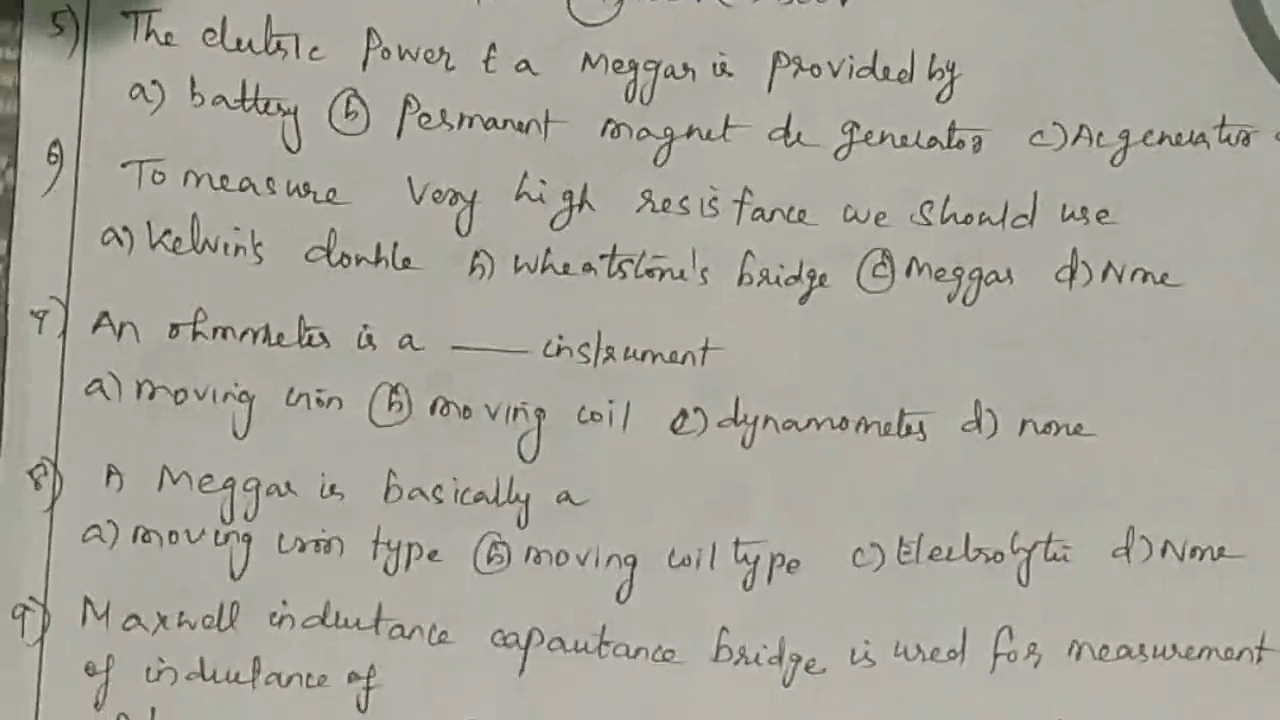 5) The electric Power t a Meggar is provided by
a) battery (b) Permanent magnet dc generator c) Ac generator
6) To measure very high resistance we should use
a) Kelvin's double b) Wheatstone's bridge (c) Meggar d) None
7) An ohmmeter is a ___ instrument
a) moving iron (b) moving coil c) dynamometer d) none
8) A Meggar is basically a
a) moving iron type (b) moving coil type c) Electrolytic d) None
9) Maxwell inductance capacitance bridge is used for measurement
of inductance of